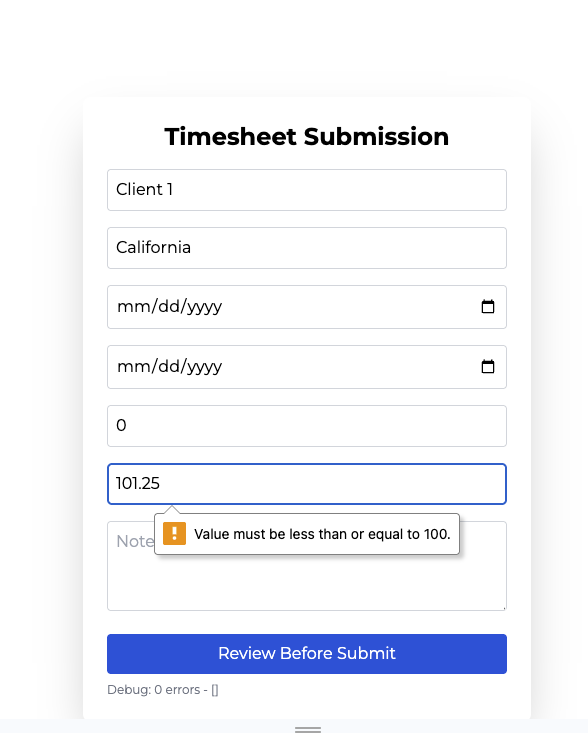 Timesheet Submission
Client 1
California
mm/dd/yyyy
mm/dd/yyyy
0
101.25
Value must be less than or equal to 100.
Note
Review Before Submit
Debug: 0 errors - []